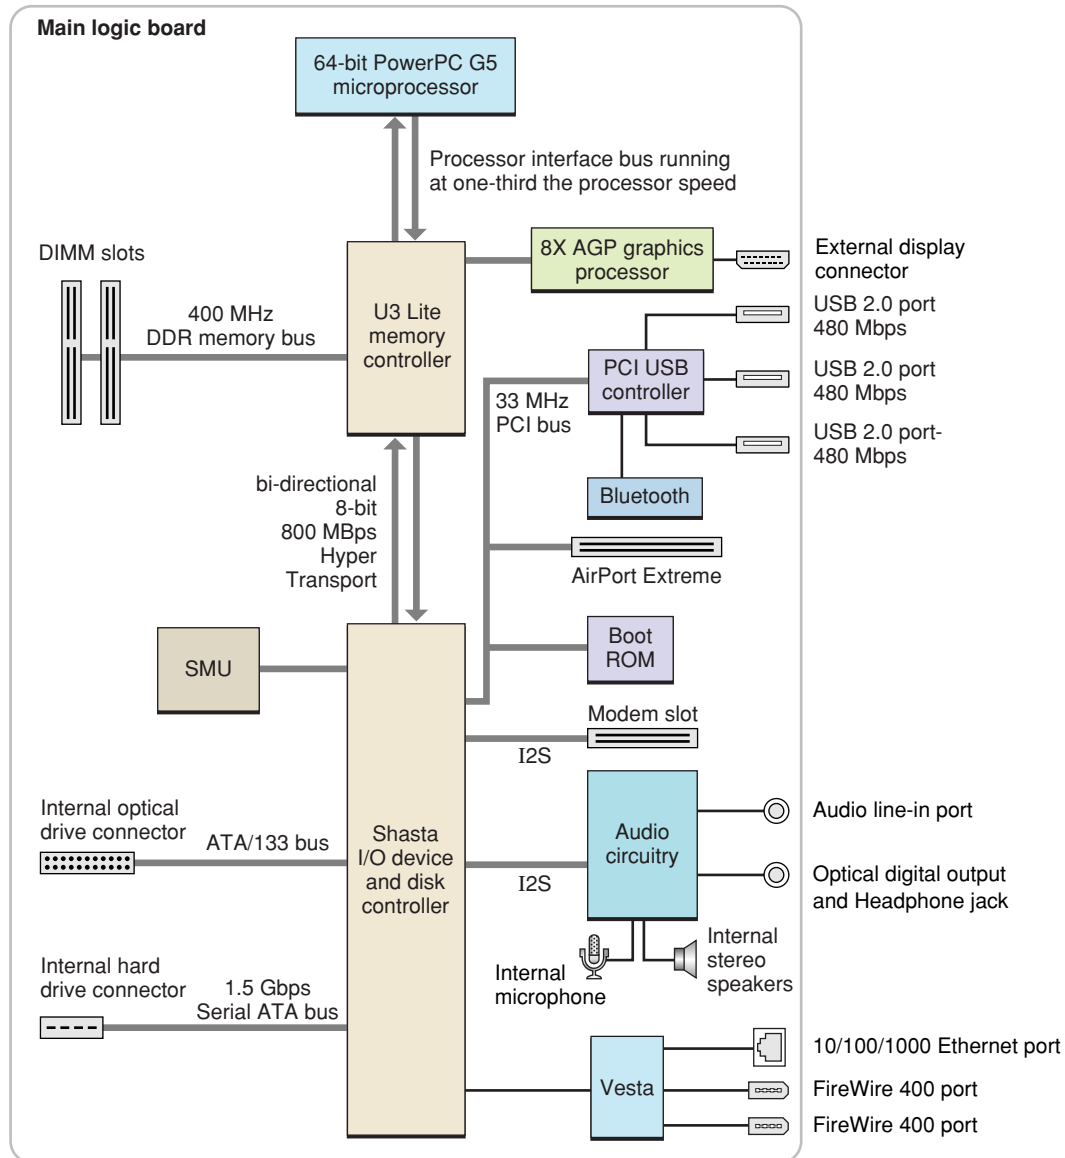 Main logic board
64-bit PowerPC G5
microprocessor
Processor interface bus running
at one-third the processor speed
DIMM slots
400 MHz
DDR memory bus
U3 Lite
memory
controller
8X AGP graphics
processor
External display
connector
USB 2.0 port
480 Mbps
PCI USB
controller
USB 2.0 port
480 Mbps
33 MHz
PCI bus
USB 2.0 port-
480 Mbps
Bluetooth
bi-directional
8-bit
800 MBps
Hyper
Transport
AirPort Extreme
SMU
Boot
ROM
Modem slot
I2S
Internal optical
drive connector
ATA/133 bus
Shasta
I/O device
and disk
controller
I2S
Audio
circuitry
Audio line-in port
Optical digital output
and Headphone jack
Internal
microphone
Internal
stereo
speakers
Internal hard
drive connector
1.5 Gbps
Serial ATA bus
Vesta
10/100/1000 Ethernet port
FireWire 400 port
FireWire 400 port